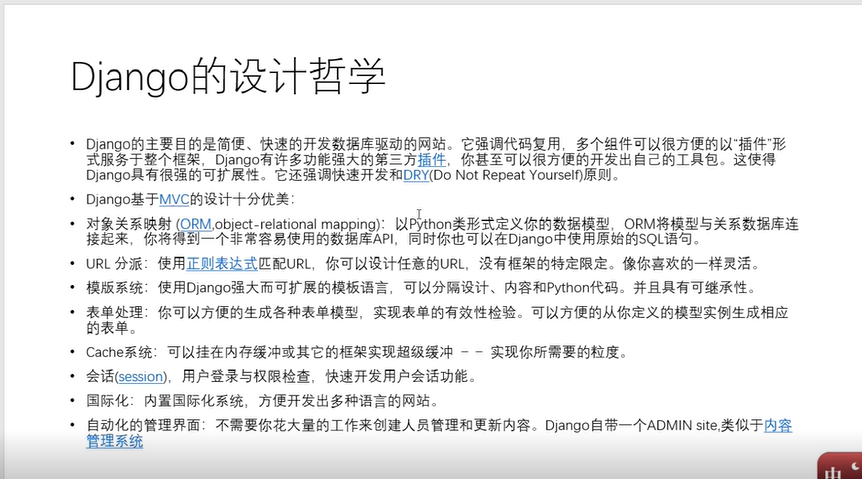 Django的设计哲学
• Django的主要目的是简便、快速的开发数据库驱动的网站。它强调代码复用，多个组件可以很方便的以“插件”形
式服务于整个框架，Django有许多功能强大的第三方插件，你甚至可以很方便的开发出自己的工具包。这使得
Django具有很强的可扩展性。它还强调快速开发和DRY(Do Not Repeat Yourself)原则。
• Django基于MVC的设计十分优美：
• 对象关系映射 (ORM,object-relational mapping)：以Python类形式定义你的数据模型，ORM将模型与关系数据库连
接起来，你将得到一个非常容易使用的数据库API，同时你也可以在Django中使用原始的SQL语句。
• URL 分派：使用正则表达式匹配URL，你可以设计任意的URL，没有框架的特定限定。像你喜欢的一样灵活。
• 模版系统：使用Django强大而可扩展的模板语言，可以分隔设计、内容和Python代码。并且具有可继承性。
• 表单处理：你可以方便的生成各种表单模型，实现表单的有效性检验。可以方便的从你定义的模型实例生成相应
的表单。
• Cache系统：可以挂在内存缓冲或其它的框架实现超级缓冲 －－ 实现你所需要的粒度。
• 会话(session)，用户登录与权限检查，快速开发用户会话功能。
• 国际化：内置国际化系统，方便开发出多种语言的网站。
• 自动化的管理界面：不需要你花大量的工作来创建人员管理和更新内容。Django自带一个ADMIN site,类似于内容
管理系统
中